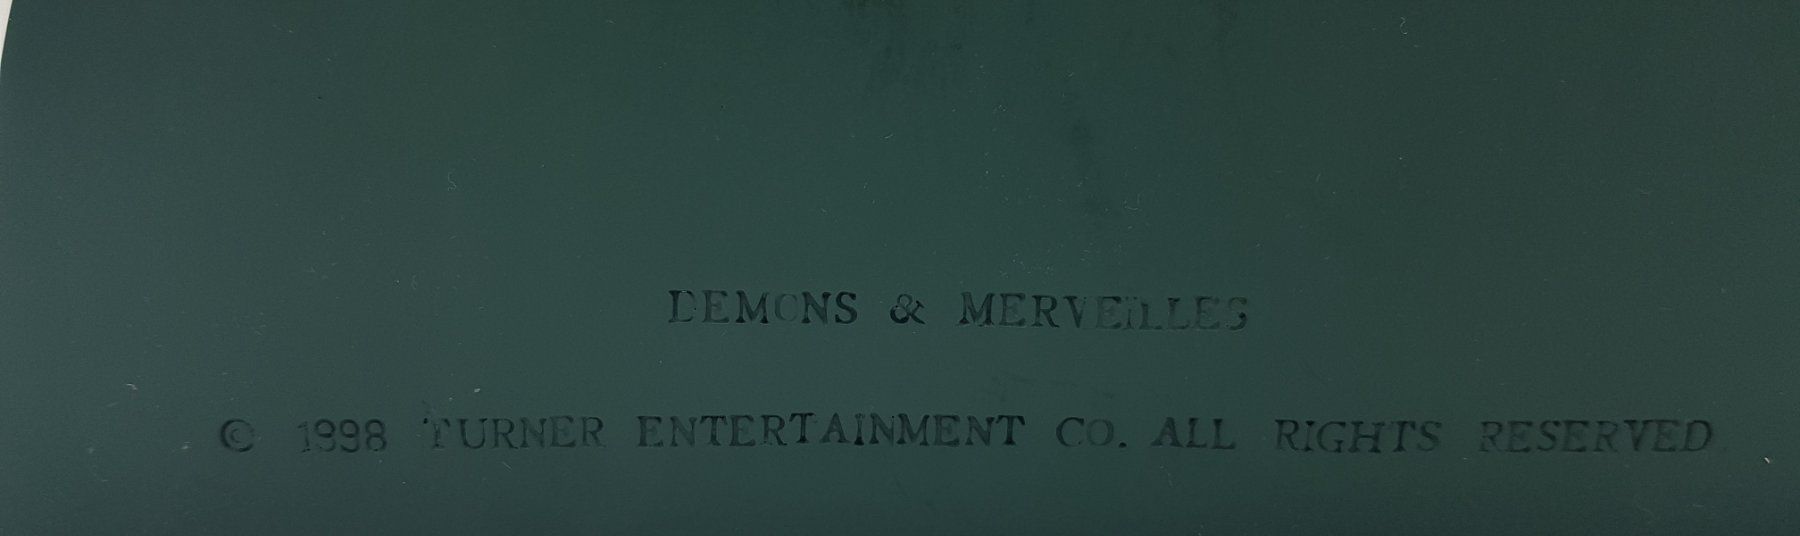 DEMONS & MERVEILLES
© 1998 TURNER ENTERTAINMENT CO. ALL RIGHTS RESERVED